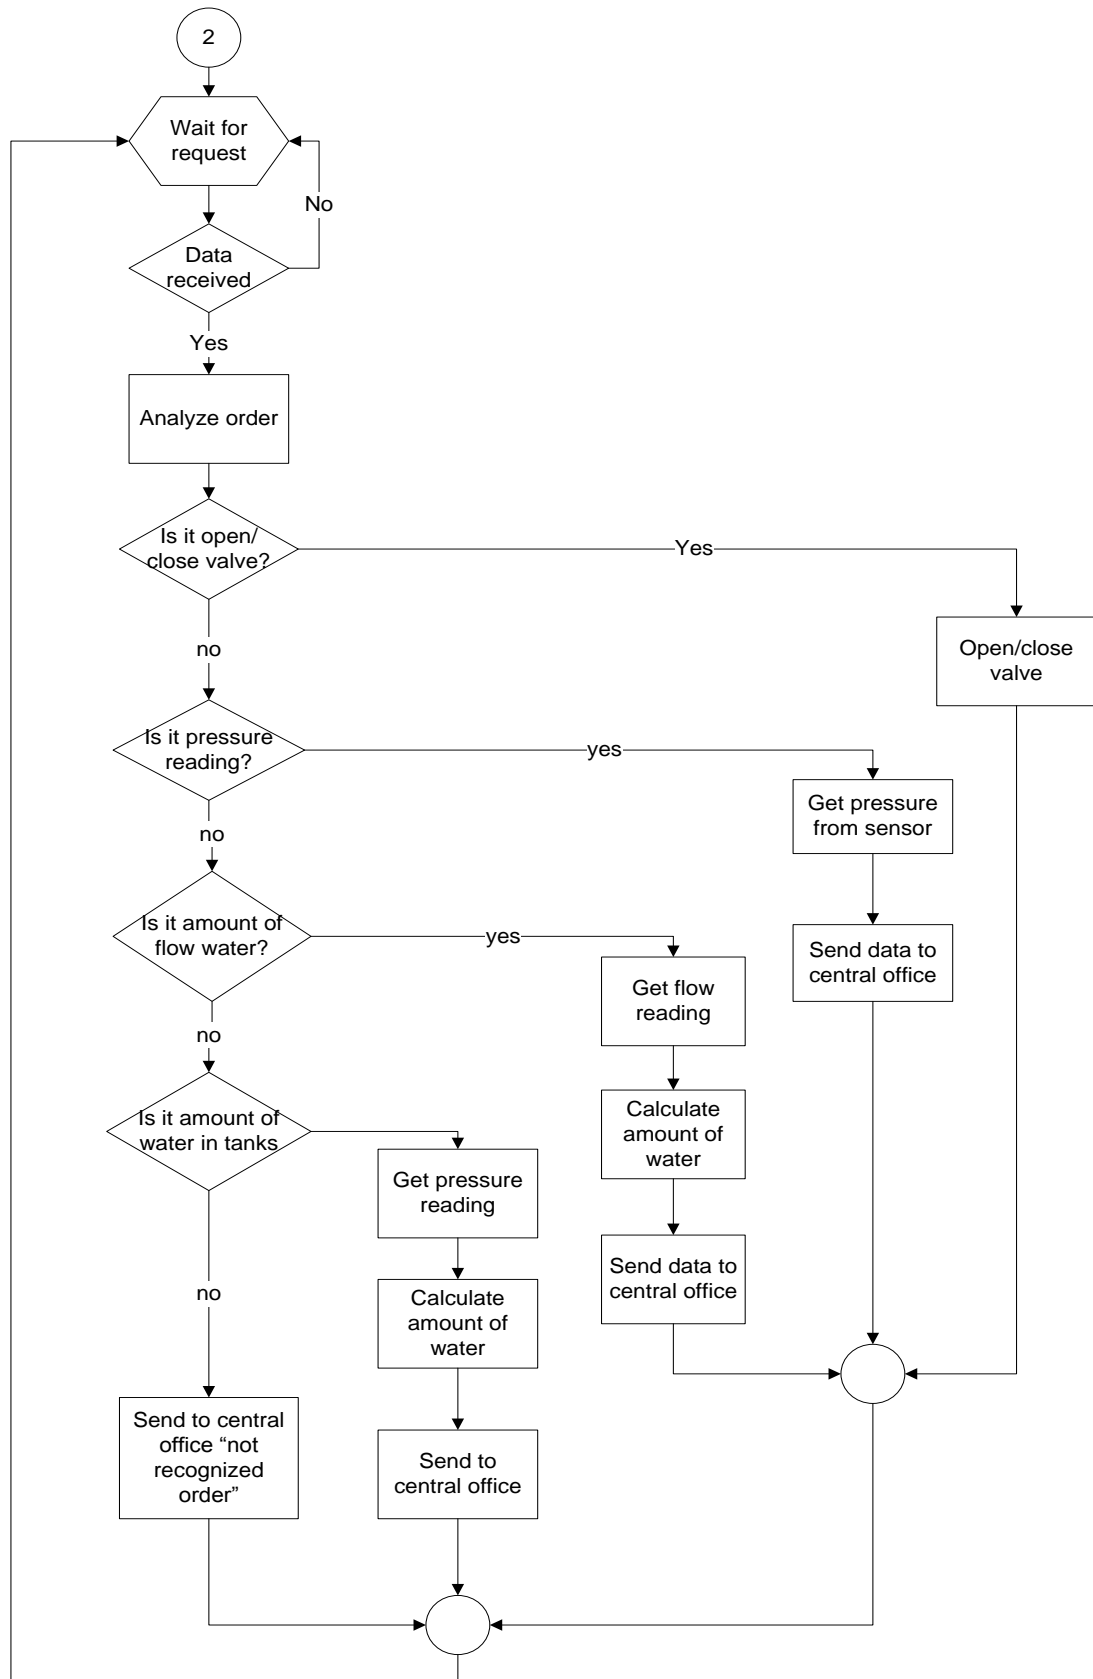 2
Wait for
request
No
Data
received
Yes
Analyze order
Is it open/
close valve?
Yes
no
Open/close
valve
Is it pressure
reading?
yes
Get pressure
from sensor
no
Is it amount of
flow water?
yes
Send data to
central office
Get flow
reading
no
Is it amount of
water in tanks
Calculate
amount of
water
Get pressure
reading
Send data to
central office
no
Calculate
amount of
water
Send to central
office “not
recognized
order”
Send to
central office